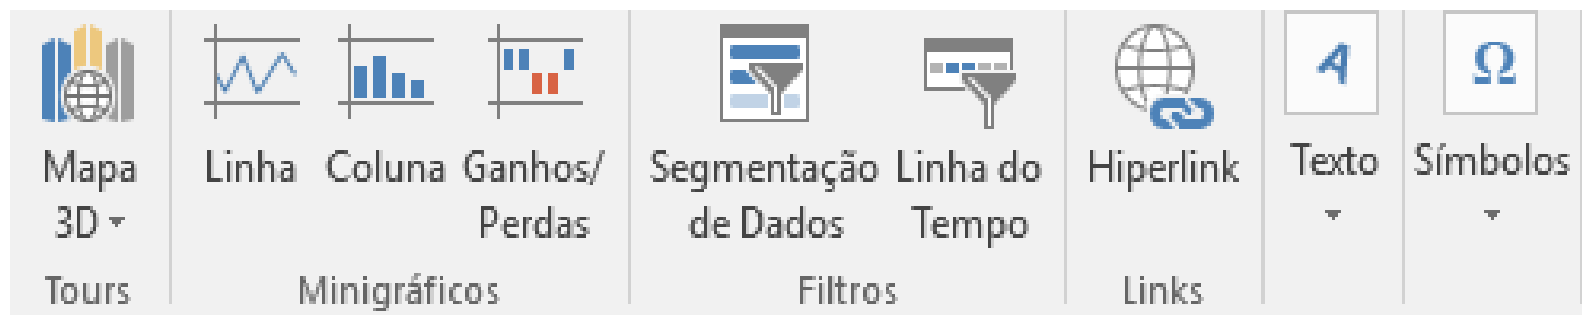 Mapa
3D
Tours
Linha
Coluna
Ganhos/
Perdas
Minigráficos
Segmentação
de Dados
Linha do
Tempo
Filtros
Hiperlink
Links
A
Texto
Ω
Símbolos